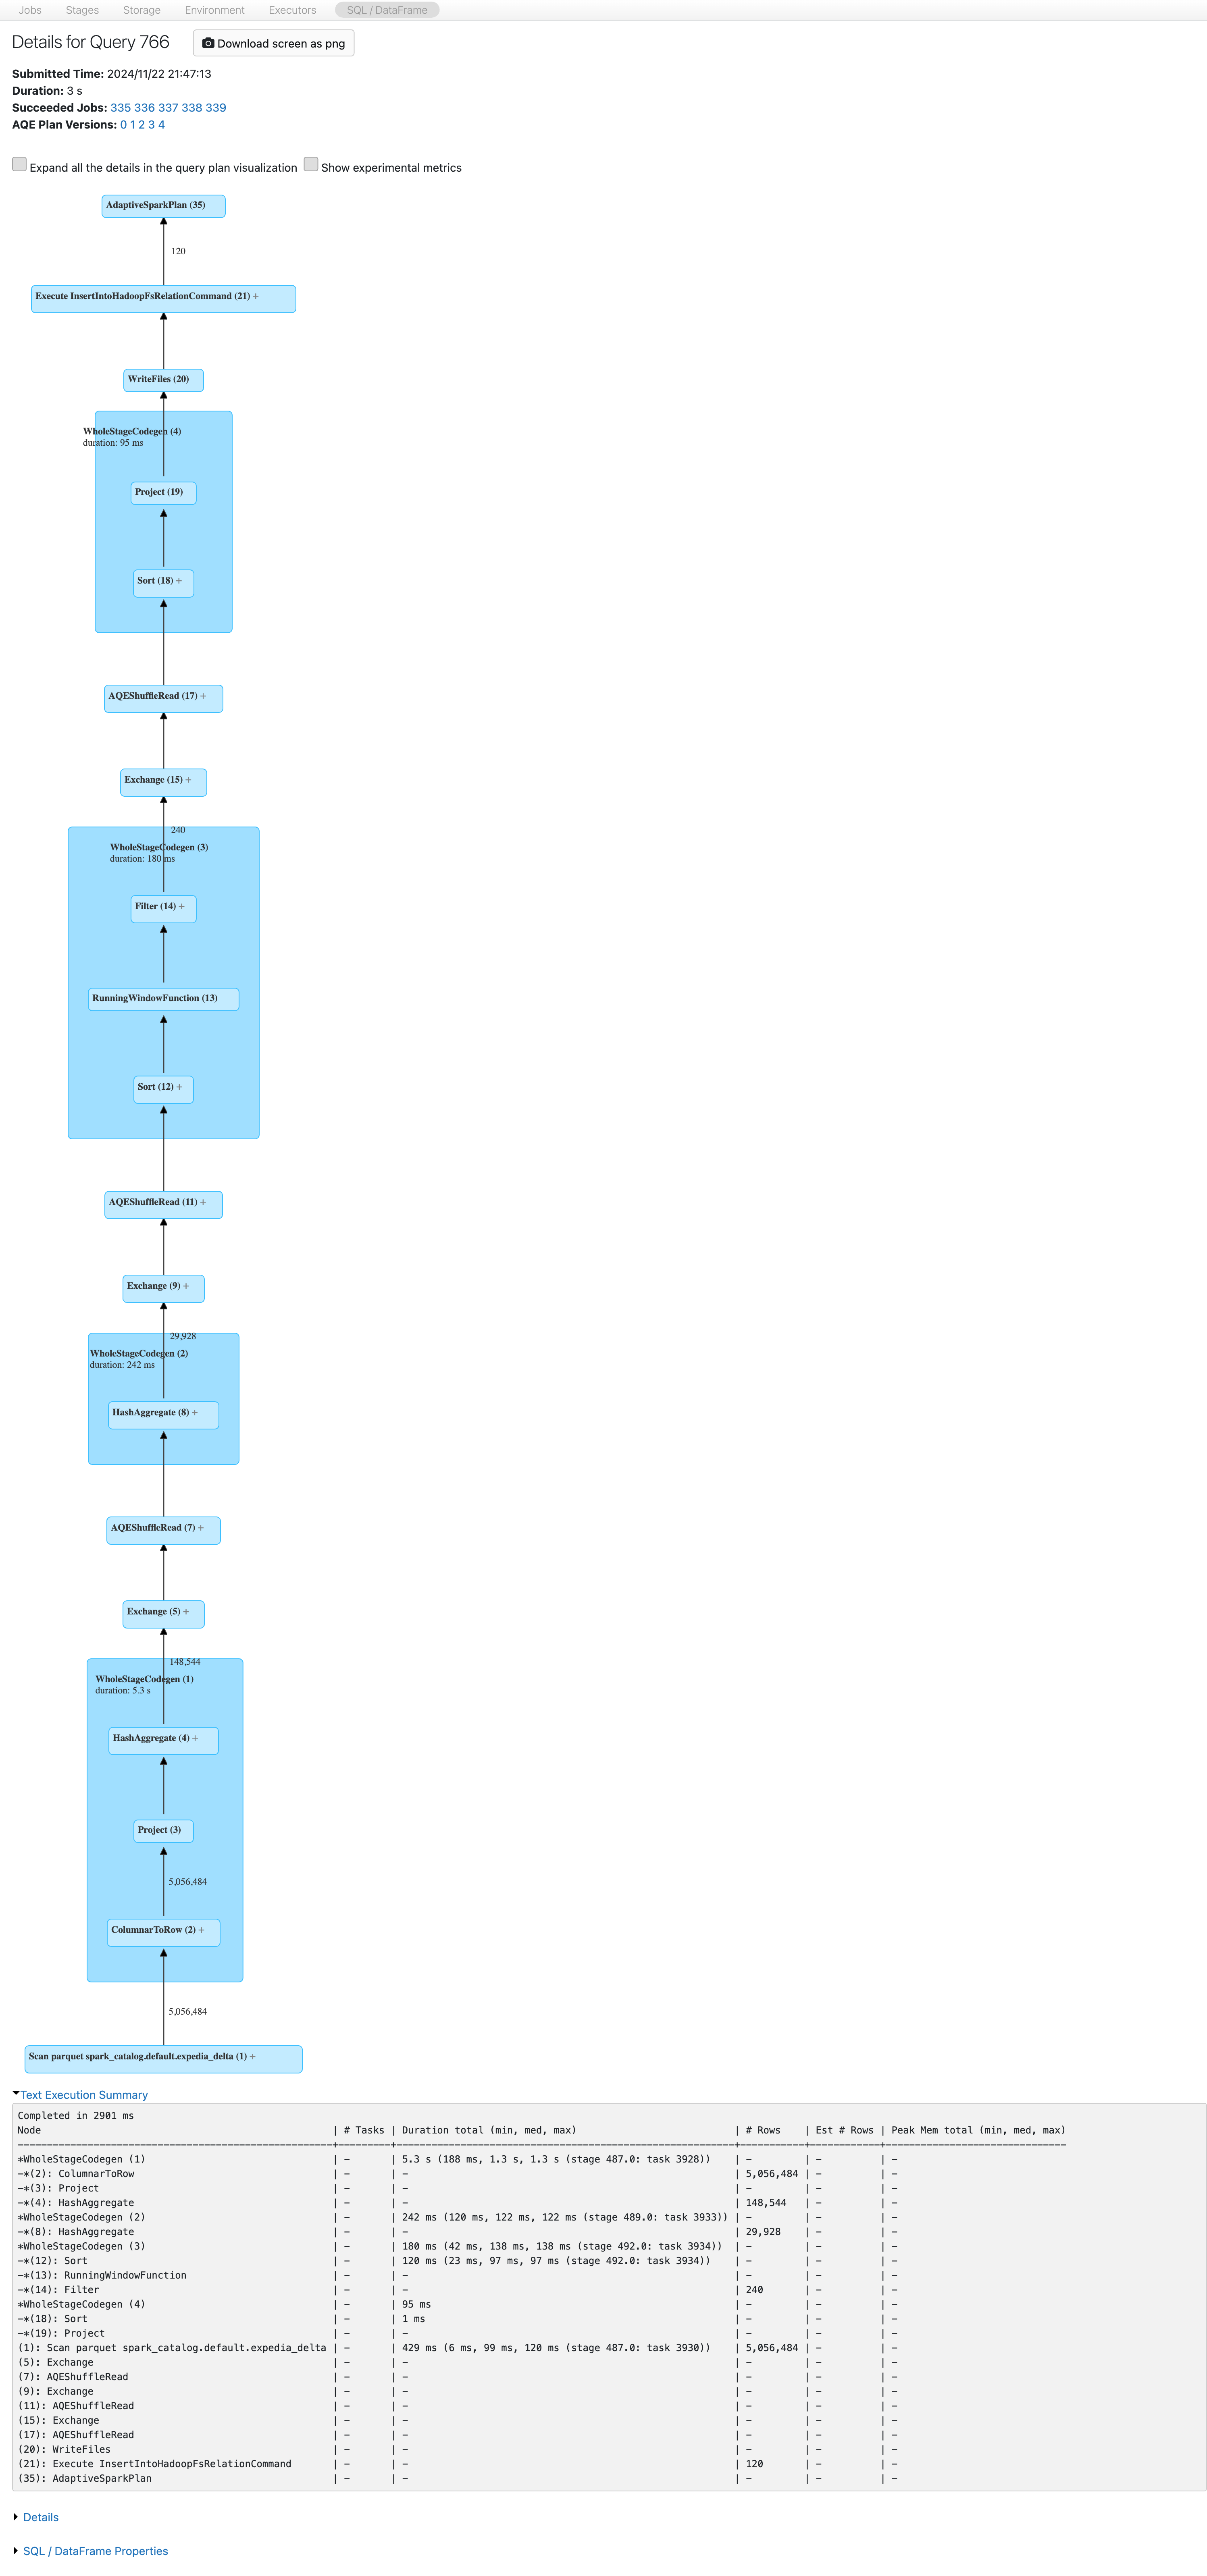 Jobs Stages Storage Environment Executors SQL / DataFrame
Details for Query 766 Download screen as png
Submitted Time: 2024/11/22 21:47:13
Duration: 3 s
Succeeded Jobs: 335 336 337 338 339
AQE Plan Versions: 0 1 2 3 4
Expand all the details in the query plan visualization Show experimental metrics
AdaptiveSparkPlan (35)
120
Execute InsertIntoHadoopFsRelationCommand (21) +
WriteFiles (20)
WholeStageCodegen (4)
duration: 95 ms
Project (19)
Sort (18) +
AQEShuffleRead (17) +
Exchange (15) +
240
WholeStageCodegen (3)
duration: 180 ms
Filter (14) +
RunningWindowFunction (13)
Sort (12) +
AQEShuffleRead (11) +
Exchange (9) +
29,928
WholeStageCodegen (2)
duration: 242 ms
HashAggregate (8) +
AQEShuffleRead (7) +
Exchange (5) +
148,544
WholeStageCodegen (1)
duration: 5.3 s
HashAggregate (4) +
Project (3)
5,056,484
ColumnarToRow (2) +
5,056,484
Scan parquet spark_catalog.default.expedia_delta (1) +
Text Execution Summary
Completed in 2901 ms
Node | # Tasks | Duration total (min, med, max) | # Rows | Est # Rows | Peak Mem total (min, med, max)
*WholeStageCodegen (1) | - | 5.3 s (188 ms, 1.3 s, 1.3 s (stage 487.0: task 3928)) | - | - | -
-*(2): ColumnarToRow | - | - | 5,056,484 | - | -
-*(3): Project | - | - | - | - | -
-*(4): HashAggregate | - | - | 148,544 | - | -
*WholeStageCodegen (2) | - | 242 ms (120 ms, 122 ms, 122 ms (stage 489.0: task 3933)) | - | - | -
-*(8): HashAggregate | - | - | 29,928 | - | -
*WholeStageCodegen (3) | - | 180 ms (42 ms, 138 ms, 138 ms (stage 492.0: task 3934)) | - | - | -
-*(12): Sort | - | 120 ms (23 ms, 97 ms, 97 ms (stage 492.0: task 3934)) | - | - | -
-*(13): RunningWindowFunction | - | - | - | - | -
-*(14): Filter | - | - | 240 | - | -
*WholeStageCodegen (4) | - | 95 ms | - | - | -
-*(18): Sort | - | 1 ms | - | - | -
-*(19): Project | - | - | - | - | -
(1): Scan parquet spark_catalog.default.expedia_delta | - | 429 ms (6 ms, 99 ms, 120 ms (stage 487.0: task 3930)) | 5,056,484 | - | -
(5): Exchange | - | - | - | - | -
(7): AQEShuffleRead | - | - | - | - | -
(9): Exchange | - | - | - | - | -
(11): AQEShuffleRead | - | - | - | - | -
(15): Exchange | - | - | - | - | -
(17): AQEShuffleRead | - | - | - | - | -
(20): WriteFiles | - | - | - | - | -
(21): Execute InsertIntoHadoopFsRelationCommand | - | - | 120 | - | -
(35): AdaptiveSparkPlan | - | - | - | - | -
Details
SQL / DataFrame Properties